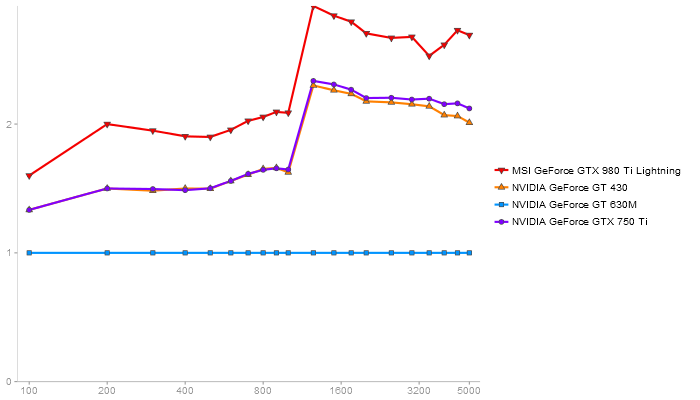 2
1
0
100
200
400
800
1600
3200
5000
MSI GeForce GTX 980 Ti Lightning
NVIDIA GeForce GT 430
NVIDIA GeForce GT 630M
NVIDIA GeForce GTX 750 Ti